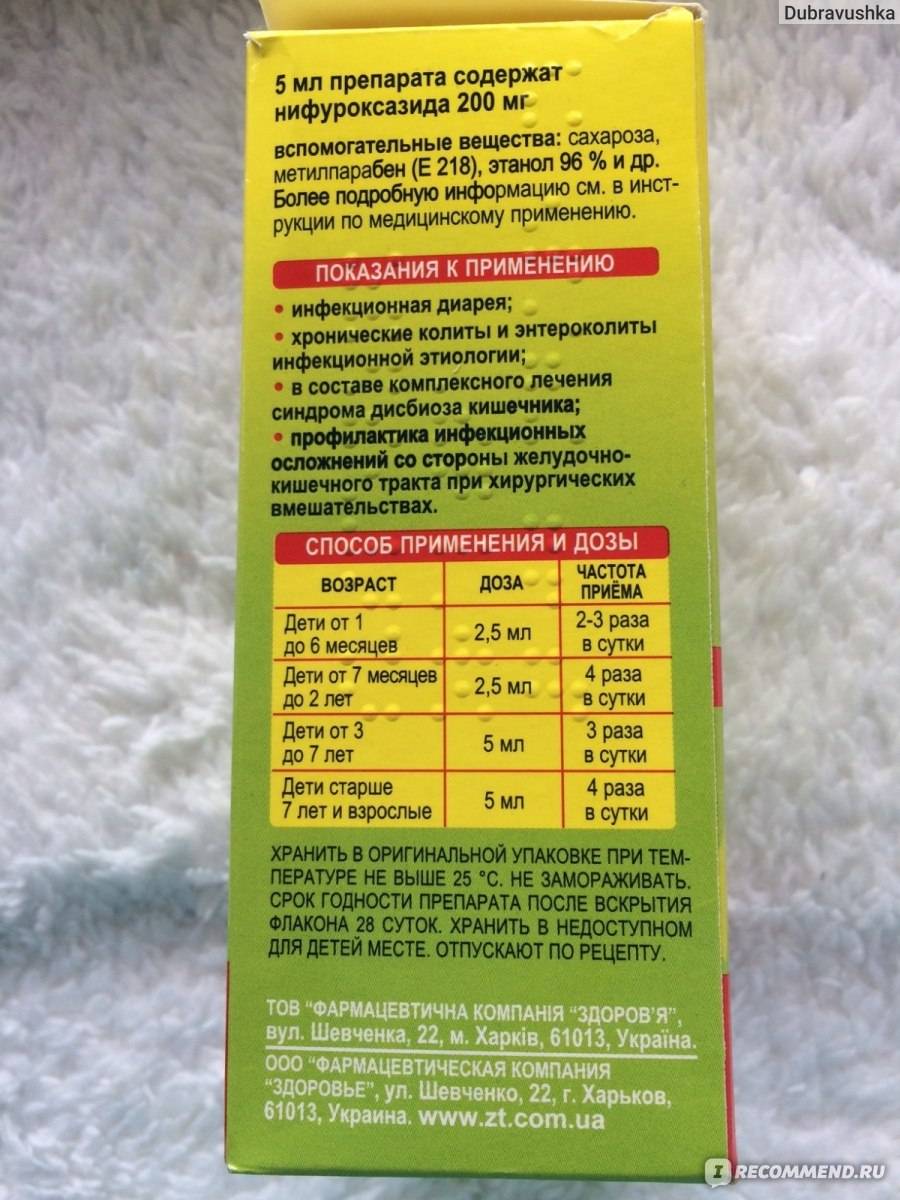 Dubravushka
5 мл препарата содержат
нифуроксазида 200 мг
вспомогательные вещества: сахароза,
метилпарабен (Е 218), этанол 96 % и др.
Более подробную информацию см. в инст-
рукции по медицинскому применению.
ПОКАЗАНИЯ К ПРИМЕНЕНИЮ
• инфекционная диарея;
• хронические колиты и энтероколиты
инфекционной этиологии;
• в составе комплексного лечения
синдрома дисбиоза кишечника;
• профилактика инфекционных
осложнений со стороны желудочно-
кишечного тракта при хирургических
вмешательствах.
СПОСОБ ПРИМЕНЕНИЯ И ДОЗЫ
ВОЗРАСТ ДОЗА ЧАСТОТА
ПРИЁМА
Дети от 1
до 6 месяцев 2,5 мл 2-3 раза
в сутки
Дети от 7 месяцев
до 2 лет 2,5 мл 4 раза
в сутки
Дети от 3
до 7 лет 5 мл 3 раза
в сутки
Дети старше
7 лет и взрослые 5 мл 4 раза
в сутки
ХРАНИТЬ В ОРИГИНАЛЬНОЙ УПАКОВКЕ ПРИ ТЕМ-
ПЕРАТУРЕ НЕ ВЫШЕ 25 °С. НЕ ЗАМОРАЖИВАТЬ.
СРОК ГОДНОСТИ ПРЕПАРАТА ПОСЛЕ ВСКРЫТИЯ
ФЛАКОНА 28 СУТОК. ХРАНИТЬ В НЕДОСТУПНОМ
ДЛЯ ДЕТЕЙ МЕСТЕ. ОТПУСКАЮТ ПО РЕЦЕПТУ.
ТОВ "ФАРМАЦЕВТИЧНА КОМПАНІЯ "ЗДОРОВ'Я",
вул. Шевченка, 22, м. Харків, 61013, Україна.
ООО "ФАРМАЦЕВТИЧЕСКАЯ КОМПАНИЯ
"ЗДОРОВЬЕ", ул. Шевченко, 22, г. Харьков,
61013, Украина. www.zt.com.ua
I RECOMMEND.RU